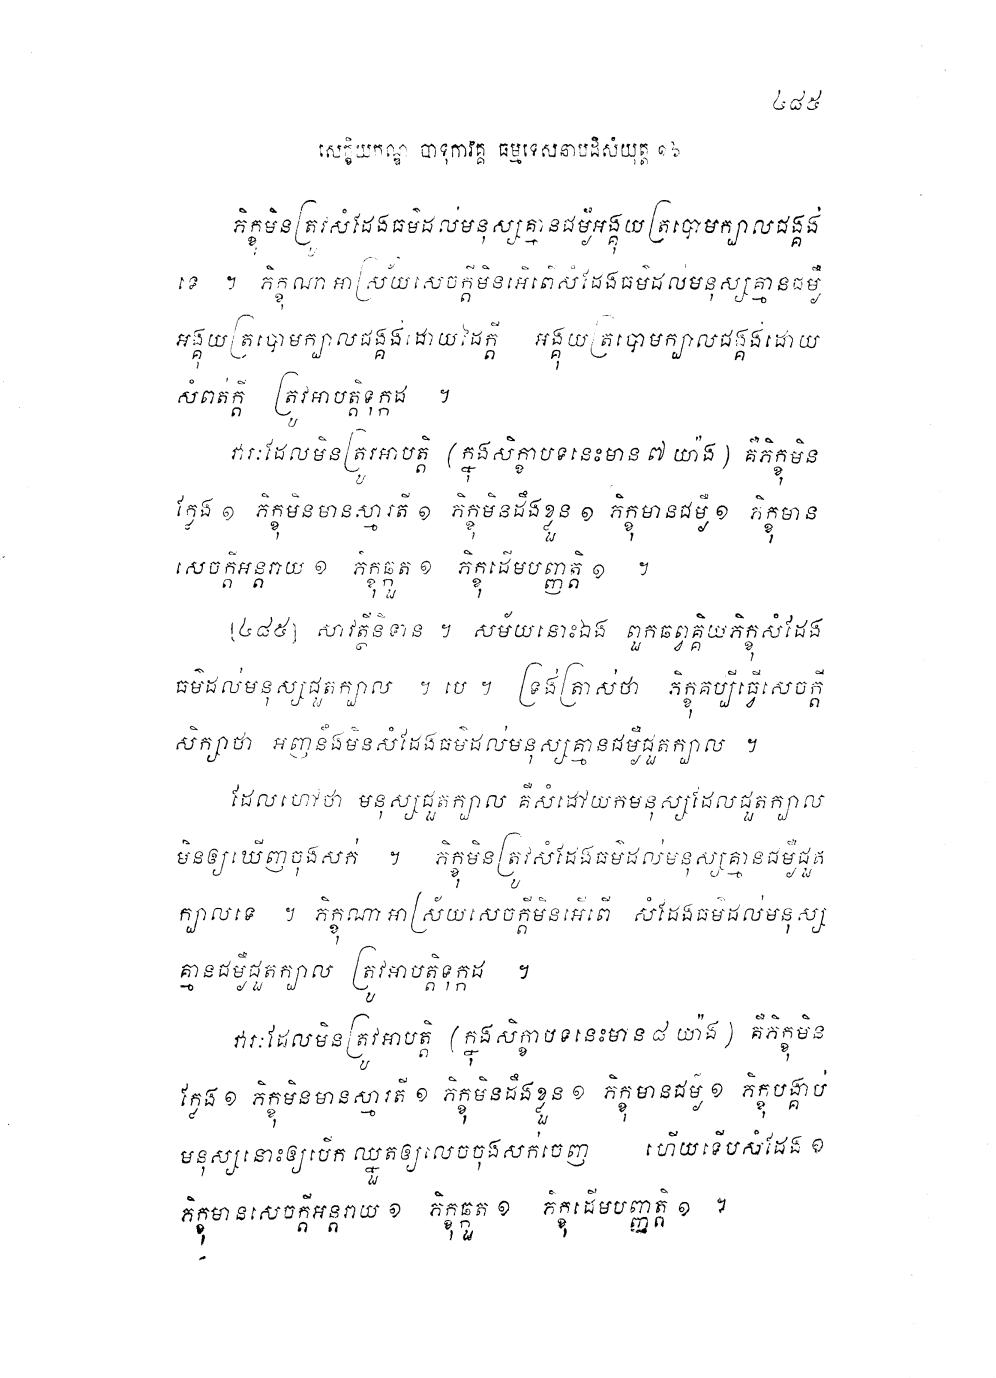 ៤៨៥
សេក្ខិយកណ្ឌ បាទុកាវគ្គ ធម្មទេសនាបដិសំយុត្ត ១៦
ភិក្ខុមិនត្រូវសំដែងធម៌ដល់មនុស្សគ្មានជម្ងឺអង្គុយត្របោមក្បាលជង្គង់
ទេ ។ ភិក្ខុណា អាស្រ័យសេចក្តីមិនអើពើសំដែងធម៌ដល់មនុស្សគ្មានជម្ងឺ
អង្គុយត្របោមក្បាលជង្គង់ដោយដៃក្តី អង្គុយត្របោមក្បាលជង្គង់ដោយ
សំពត់ក្តី ត្រូវអាបត្តិទុក្កដ ។
វារៈដែលមិនត្រូវអាបត្តិ (ក្នុងសិក្ខាបទនេះមាន ៧ យ៉ាង) គឺភិក្ខុមិន
ក្លែង ១ ភិក្ខុមិនមានស្មារតី ១ ភិក្ខុមិនដឹងខ្លួន ១ ភិក្ខុមានជម្ងឺ ១ ភិក្ខុមាន
សេចក្តីអន្តរាយ ១ ភិក្ខុឆ្កួត ១ ភិក្ខុដើមបញ្ញត្តិ ១ ។
[៤៨៥] សាវត្ថីនិទាន ។ សម័យនោះឯង ពួកឆព្វគ្គិយភិក្ខុសំដែង
ធម៌ដល់មនុស្សជួតក្បាល ។ បេ ។ ទ្រង់ត្រាស់ថា ភិក្ខុគប្បីធ្វើសេចក្តី
សិក្សាថា អញនឹងមិនសំដែងធម៌ដល់មនុស្សគ្មានជម្ងឺជួតក្បាល ។
ដែលហៅថា មនុស្សជួតក្បាល គឺសំដៅយកមនុស្សដែលជួតក្បាល
មិនឲ្យឃើញចុងសក់ ។ ភិក្ខុមិនត្រូវសំដែងធម៌ដល់មនុស្សគ្មានជម្ងឺជួត
ក្បាលទេ ។ ភិក្ខុណា អាស្រ័យសេចក្តីមិនអើពើ សំដែងធម៌ដល់មនុស្ស
គ្មានជម្ងឺជួតក្បាល ត្រូវអាបត្តិទុក្កដ ។
វារៈដែលមិនត្រូវអាបត្តិ (ក្នុងសិក្ខាបទនេះមាន ៨ យ៉ាង) គឺភិក្ខុមិន
ក្លែង ១ ភិក្ខុមិនមានស្មារតី ១ ភិក្ខុមិនដឹងខ្លួន ១ ភិក្ខុមានជម្ងឺ ១ ភិក្ខុបង្គាប់
មនុស្សនោះឲ្យបើក ឈ្នួតឲ្យលេចចុងសក់ចេញ ហើយទើបសំដែង ១
ភិក្ខុមានសេចក្តីអន្តរាយ ១ ភិក្ខុឆ្កួត ១ ភិក្ខុដើមបញ្ញត្តិ ១ ។